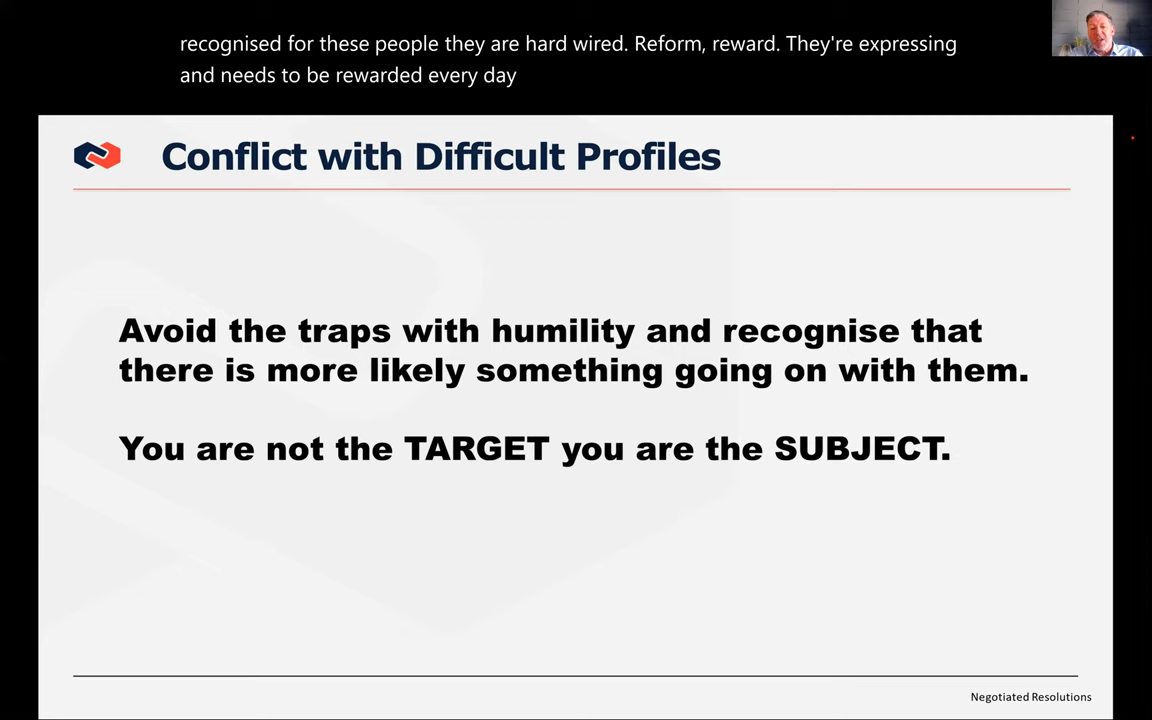 recognised for these people they are hard wired. Reform, reward. They're expressing
and needs to be rewarded every day
Conflict with Difficult Profiles
Avoid the traps with humility and recognise that
there is more likely something going on with them.
You are not the TARGET you are the SUBJECT.
Negotiated Resolutions